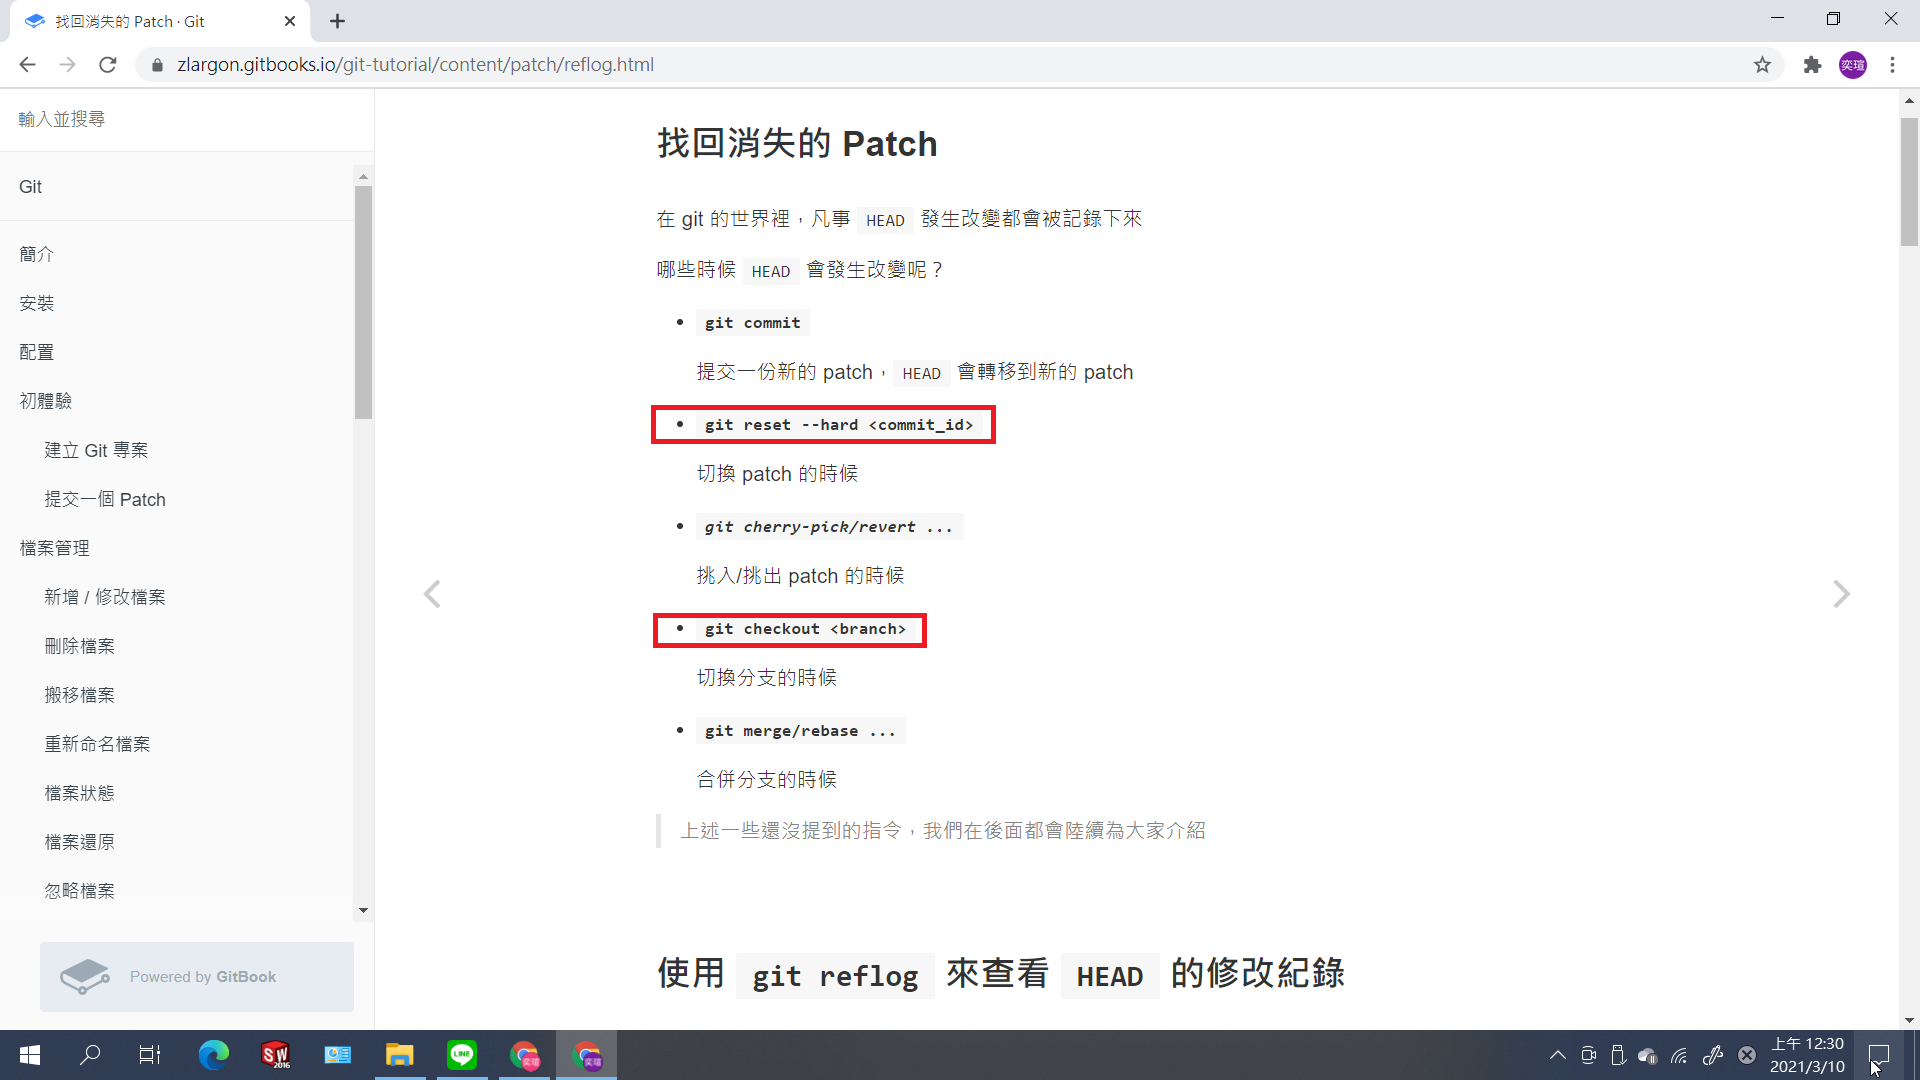 找回消失的 Patch · Git
zlargon.gitbooks.io/git-tutorial/content/patch/reflog.html
奕瑄
輸入並搜尋
Git
簡介
安裝
配置
初體驗
建立 Git 專案
提交一個 Patch
檔案管理
新增 / 修改檔案
刪除檔案
搬移檔案
重新命名檔案
檔案狀態
檔案還原
忽略檔案
Powered by GitBook
找回消失的 Patch
在 git 的世界裡，凡事 HEAD 發生改變都會被記錄下來
哪些時候 HEAD 會發生改變呢？
git commit
提交一份新的 patch，HEAD 會轉移到新的 patch
git reset --hard <commit_id>
切換 patch 的時候
git cherry-pick/revert ...
挑入/挑出 patch 的時候
git checkout <branch>
切換分支的時候
git merge/rebase ...
合併分支的時候
上述一些還沒提到的指令，我們在後面都會陸續為大家介紹
使用 git reflog 來查看 HEAD 的修改紀錄
SW
2016
LINE
奕瑄
奕瑄
上午 12:30
2021/3/10